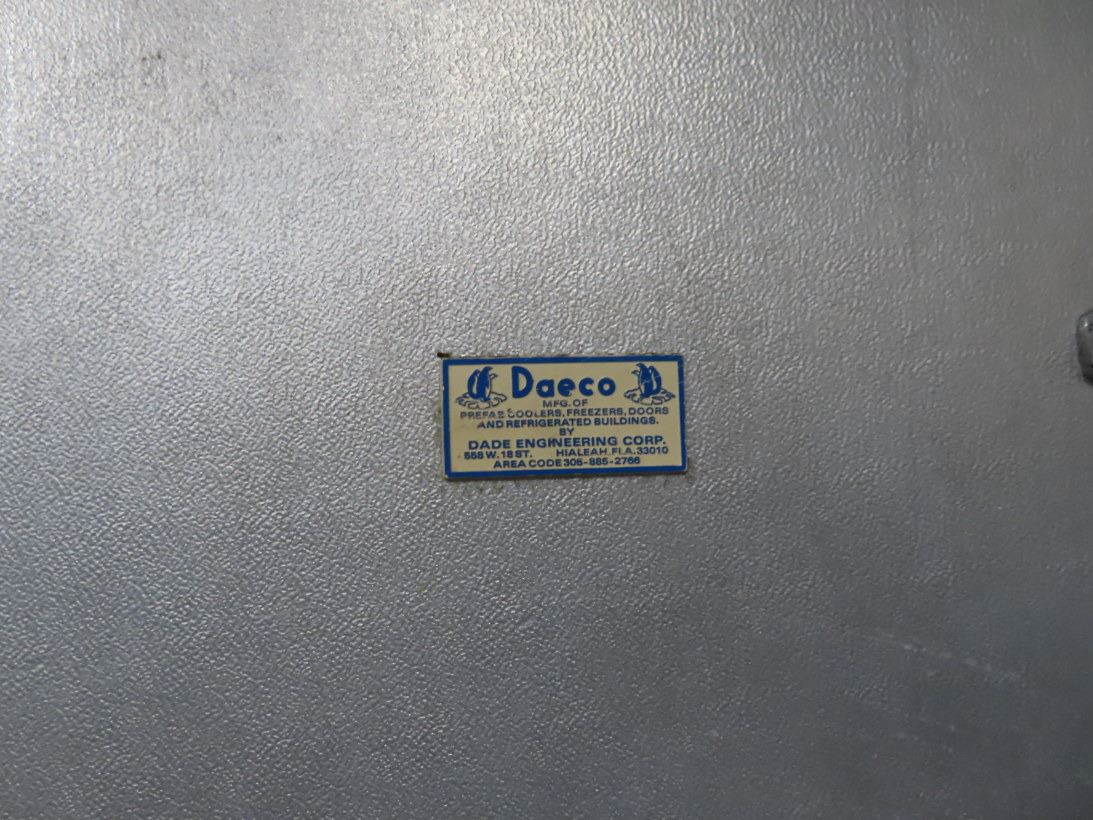 Daeco
MFG. OF
PREFAB COOLERS, FREEZERS, DOORS
AND REFRIGERATED BUILDINGS.
BY
DADE ENGINEERING CORP.
558 W. 18 ST. HIALEAH, FLA. 33010
AREA CODE 305-885-2766